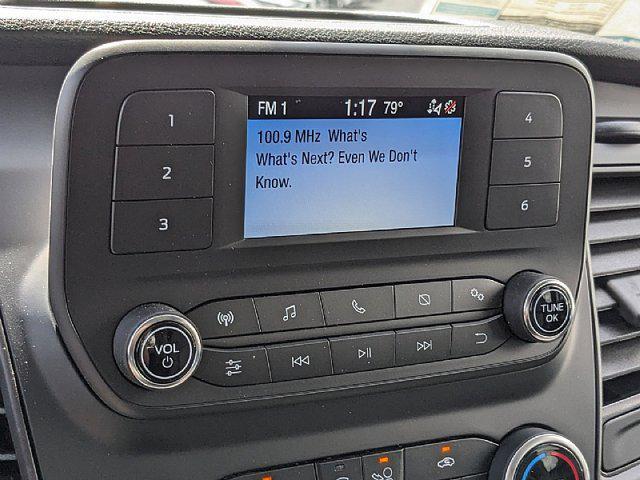 FM 1 1:17 79°
100.9 MHz What's
What's Next? Even We Don't
Know.
1
2
3
4
5
6
VOL
TUNE
OK